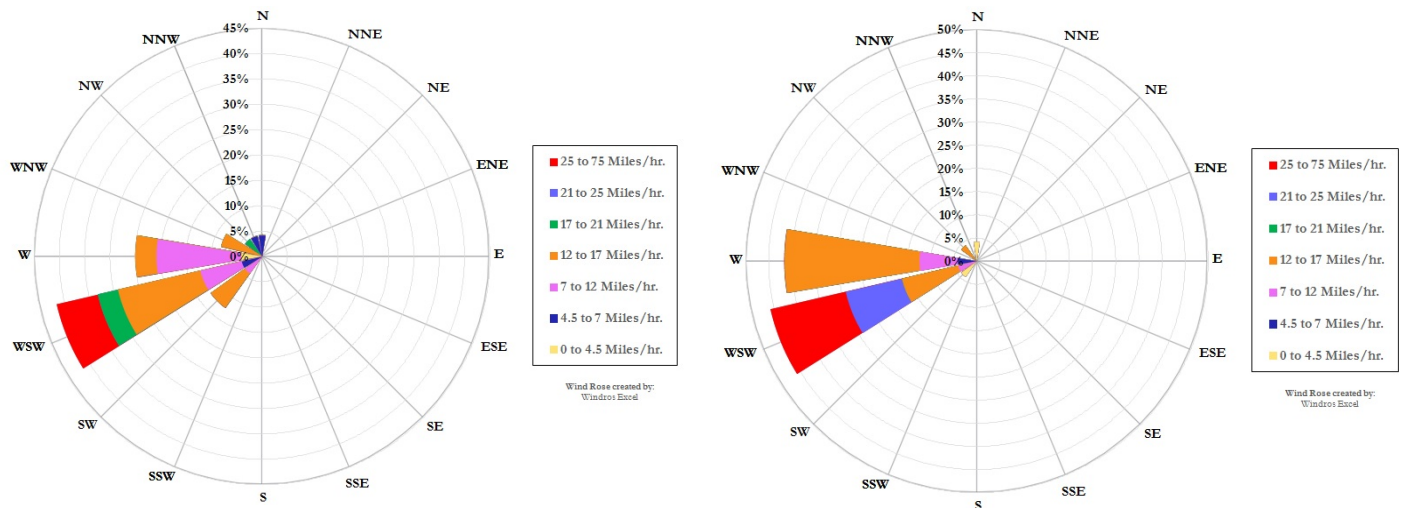 N
NNE
NE
ENE
E
ESE
SE
SSE
S
SSW
SW
WSW
W
WNW
NW
NNW
45%
40%
35%
30%
25%
20%
15%
10%
5%
0%
25 to 75 Miles/hr.
21 to 25 Miles/hr.
17 to 21 Miles/hr.
12 to 17 Miles/hr.
7 to 12 Miles/hr.
4.5 to 7 Miles/hr.
0 to 4.5 Miles/hr.
Wind Rose created by:
Windros Excel
N
NNE
NE
ENE
E
ESE
SE
SSE
S
SSW
SW
WSW
W
WNW
NW
NNW
50%
45%
40%
35%
30%
25%
20%
15%
10%
5%
0%
25 to 75 Miles/hr.
21 to 25 Miles/hr.
17 to 21 Miles/hr.
12 to 17 Miles/hr.
7 to 12 Miles/hr.
4.5 to 7 Miles/hr.
0 to 4.5 Miles/hr.
Wind Rose created by:
Windros Excel